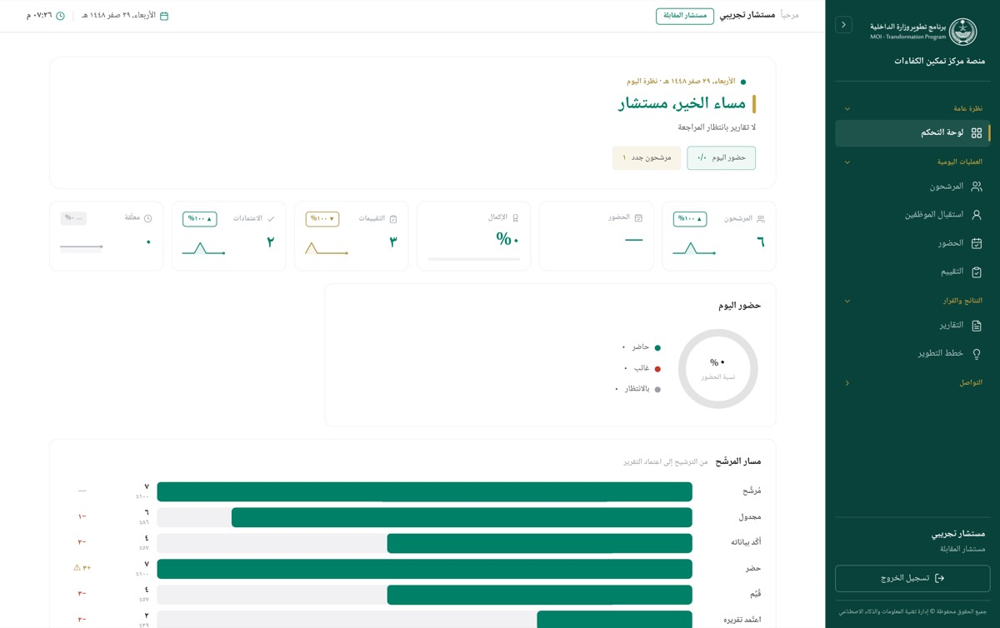 برنامج تطوير وزارة الداخلية
MOI - Transformation Program
منصة مركز تمكين الكفاءات
نظرة عامة
لوحة التحكم
العمليات اليومية
المرشحون
استقبال الموظفين
الحضور
التقييم
النتائج والقرار
التقارير
خطط التطوير
التواصل
مستشار تجريبي
مستشار المقابلة
تسجيل الخروج
جميع الحقوق محفوظة © إدارة تقنية المعلومات والذكاء الاصطناعي
مرحباً مستشار تجريبي مستشار المقابلة
الأربعاء، ٢٩ صفر ١٤٤٨ هـ ٠٧:٢٦ م
الأربعاء، ٢٩ صفر ١٤٤٨ هـ · نظرة اليوم
مساء الخير، مستشار
لا تقارير بانتظار المراجعة
حضور اليوم ٠/٠ مرشحون جدد ١
المرشحون ▲ ١٠٠% ٦
الحضور —
الإكمال ٠%
التقييمات ▼ ١٠٠% ٣
الاعتمادات ▲ ١٠٠% ٢
معلّقة — ٠% ٠
حضور اليوم
٠%
نسبة الحضور
حاضر ٠
غائب ٠
بالانتظار ٠
مسار المرشّح من الترشيح إلى اعتماد التقرير
مُرشَّح ٧ ١٠٠٪ —
مجدول ٦ ٨٦٪ −١
أكّد بياناته ٤ ٥٧٪ −٢
حضر ٧ ١٠٠٪ +٣ ⚠
قُيِّم ٤ ٥٧٪ −٣
اعتُمد تقريره ٢ ٢٩٪ −٢